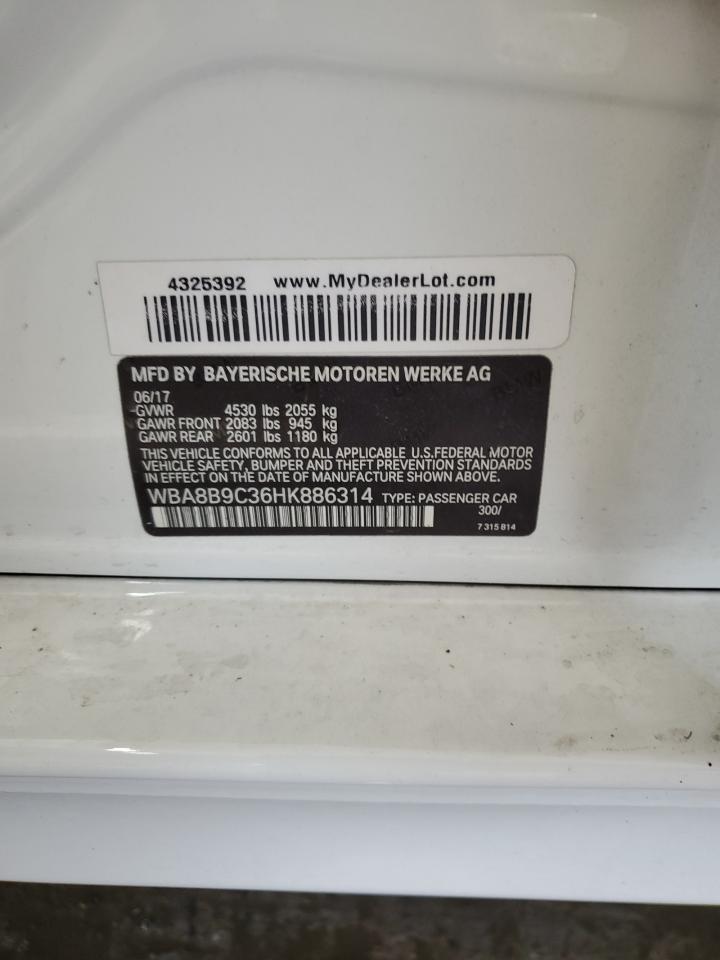 4325392 www.MyDealerLot.com
MFD BY BAYERISCHE MOTOREN WERKE AG
06/17
GVWR 4530 lbs 2055 kg
GAWR FRONT 2083 lbs 945 kg
GAWR REAR 2601 lbs 1180 kg
THIS VEHICLE CONFORMS TO ALL APPLICABLE U.S.FEDERAL MOTOR
VEHICLE SAFETY, BUMPER AND THEFT PREVENTION STANDARDS
IN EFFECT ON THE DATE OF MANUFACTURE SHOWN ABOVE.
WBA8B9C36HK886314 TYPE: PASSENGER CAR
300/
7 315 814